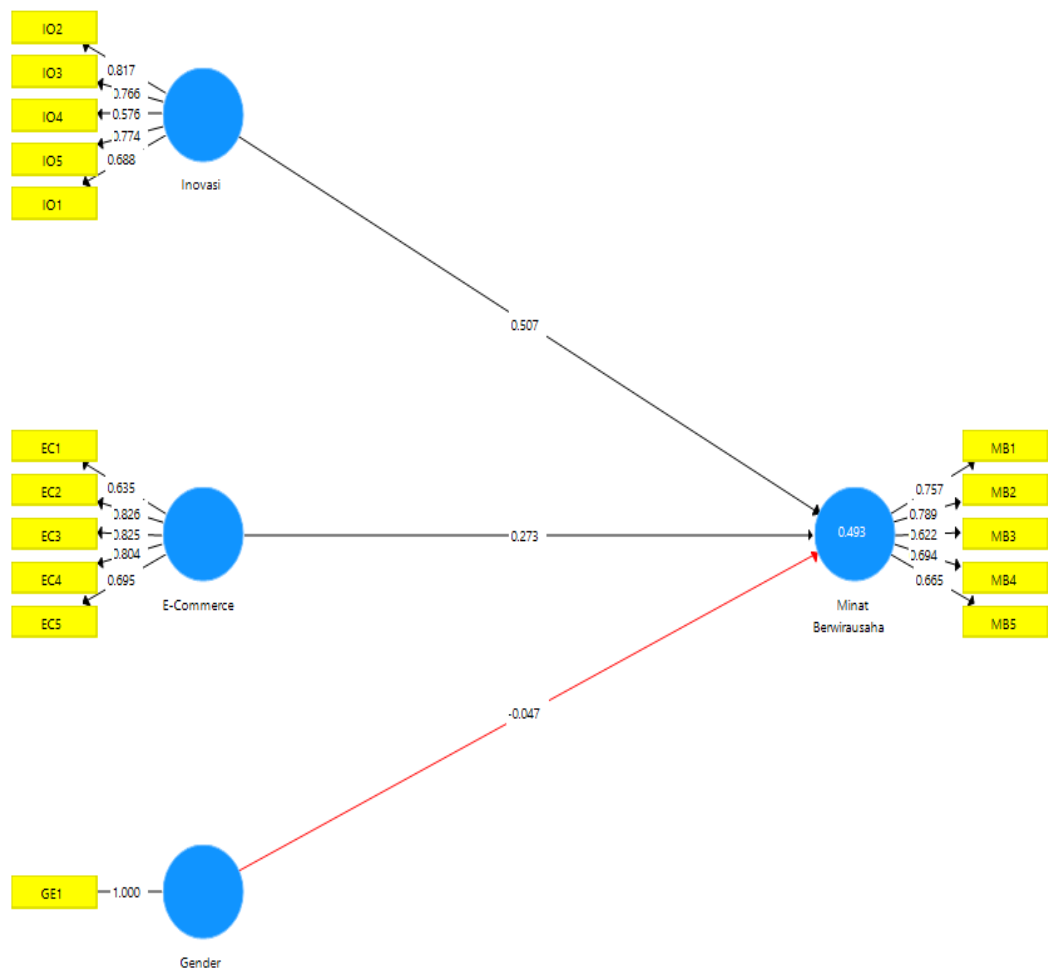 IO2
IO3
IO4
IO5
IO1
0.817
0.766
0.576
0.774
0.688
Inovasi
0.507
EC1
EC2
EC3
EC4
EC5
0.635
0.826
0.825
0.804
0.695
E-Commerce
0.273
0.493
Minat
Berwirausaha
0.757
0.789
0.622
0.694
0.665
MB1
MB2
MB3
MB4
MB5
-0.047
GE1
1.000
Gender